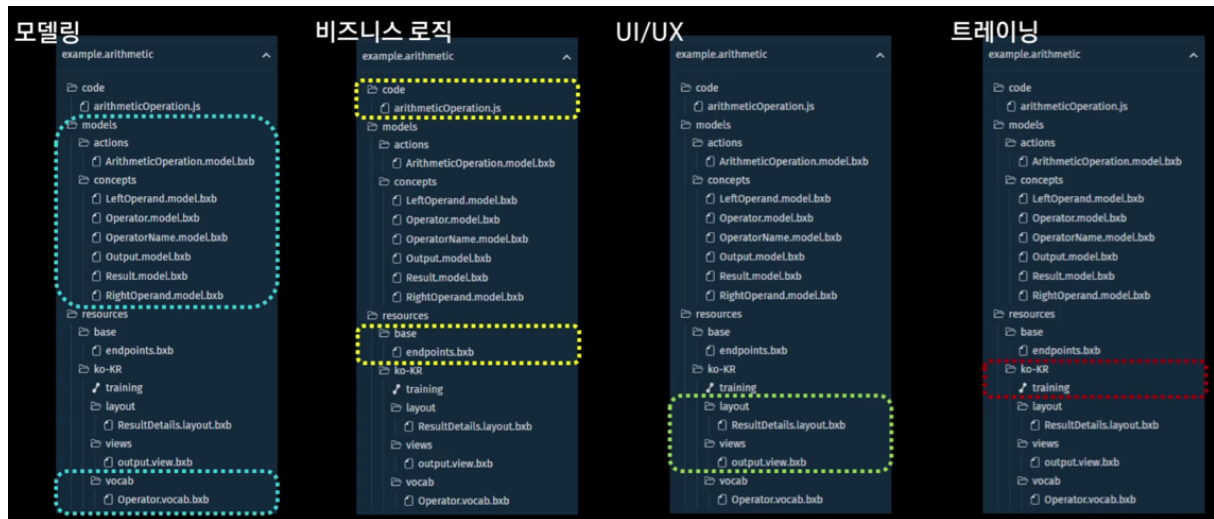 모델링
example.arithmetic
code
arithmeticOperation.js
models
actions
ArithmeticOperation.model.bxb
concepts
LeftOperand.model.bxb
Operator.model.bxb
OperatorName.model.bxb
Output.model.bxb
Result.model.bxb
RightOperand.model.bxb
resources
base
endpoints.bxb
ko-KR
training
layout
ResultDetails.layout.bxb
views
output.view.bxb
vocab
Operator.vocab.bxb
비즈니스 로직
example.arithmetic
code
arithmeticOperation.js
models
actions
ArithmeticOperation.model.bxb
concepts
LeftOperand.model.bxb
Operator.model.bxb
OperatorName.model.bxb
Output.model.bxb
Result.model.bxb
RightOperand.model.bxb
resources
base
endpoints.bxb
ko-KR
training
layout
ResultDetails.layout.bxb
views
output.view.bxb
vocab
Operator.vocab.bxb
UI/UX
example.arithmetic
code
arithmeticOperation.js
models
actions
ArithmeticOperation.model.bxb
concepts
LeftOperand.model.bxb
Operator.model.bxb
OperatorName.model.bxb
Output.model.bxb
Result.model.bxb
RightOperand.model.bxb
resources
base
endpoints.bxb
ko-KR
training
layout
ResultDetails.layout.bxb
views
output.view.bxb
vocab
Operator.vocab.bxb
트레이닝
example.arithmetic
code
arithmeticOperation.js
models
actions
ArithmeticOperation.model.bxb
concepts
LeftOperand.model.bxb
Operator.model.bxb
OperatorName.model.bxb
Output.model.bxb
Result.model.bxb
RightOperand.model.bxb
resources
base
endpoints.bxb
ko-KR
training
layout
ResultDetails.layout.bxb
views
output.view.bxb
vocab
Operator.vocab.bxb